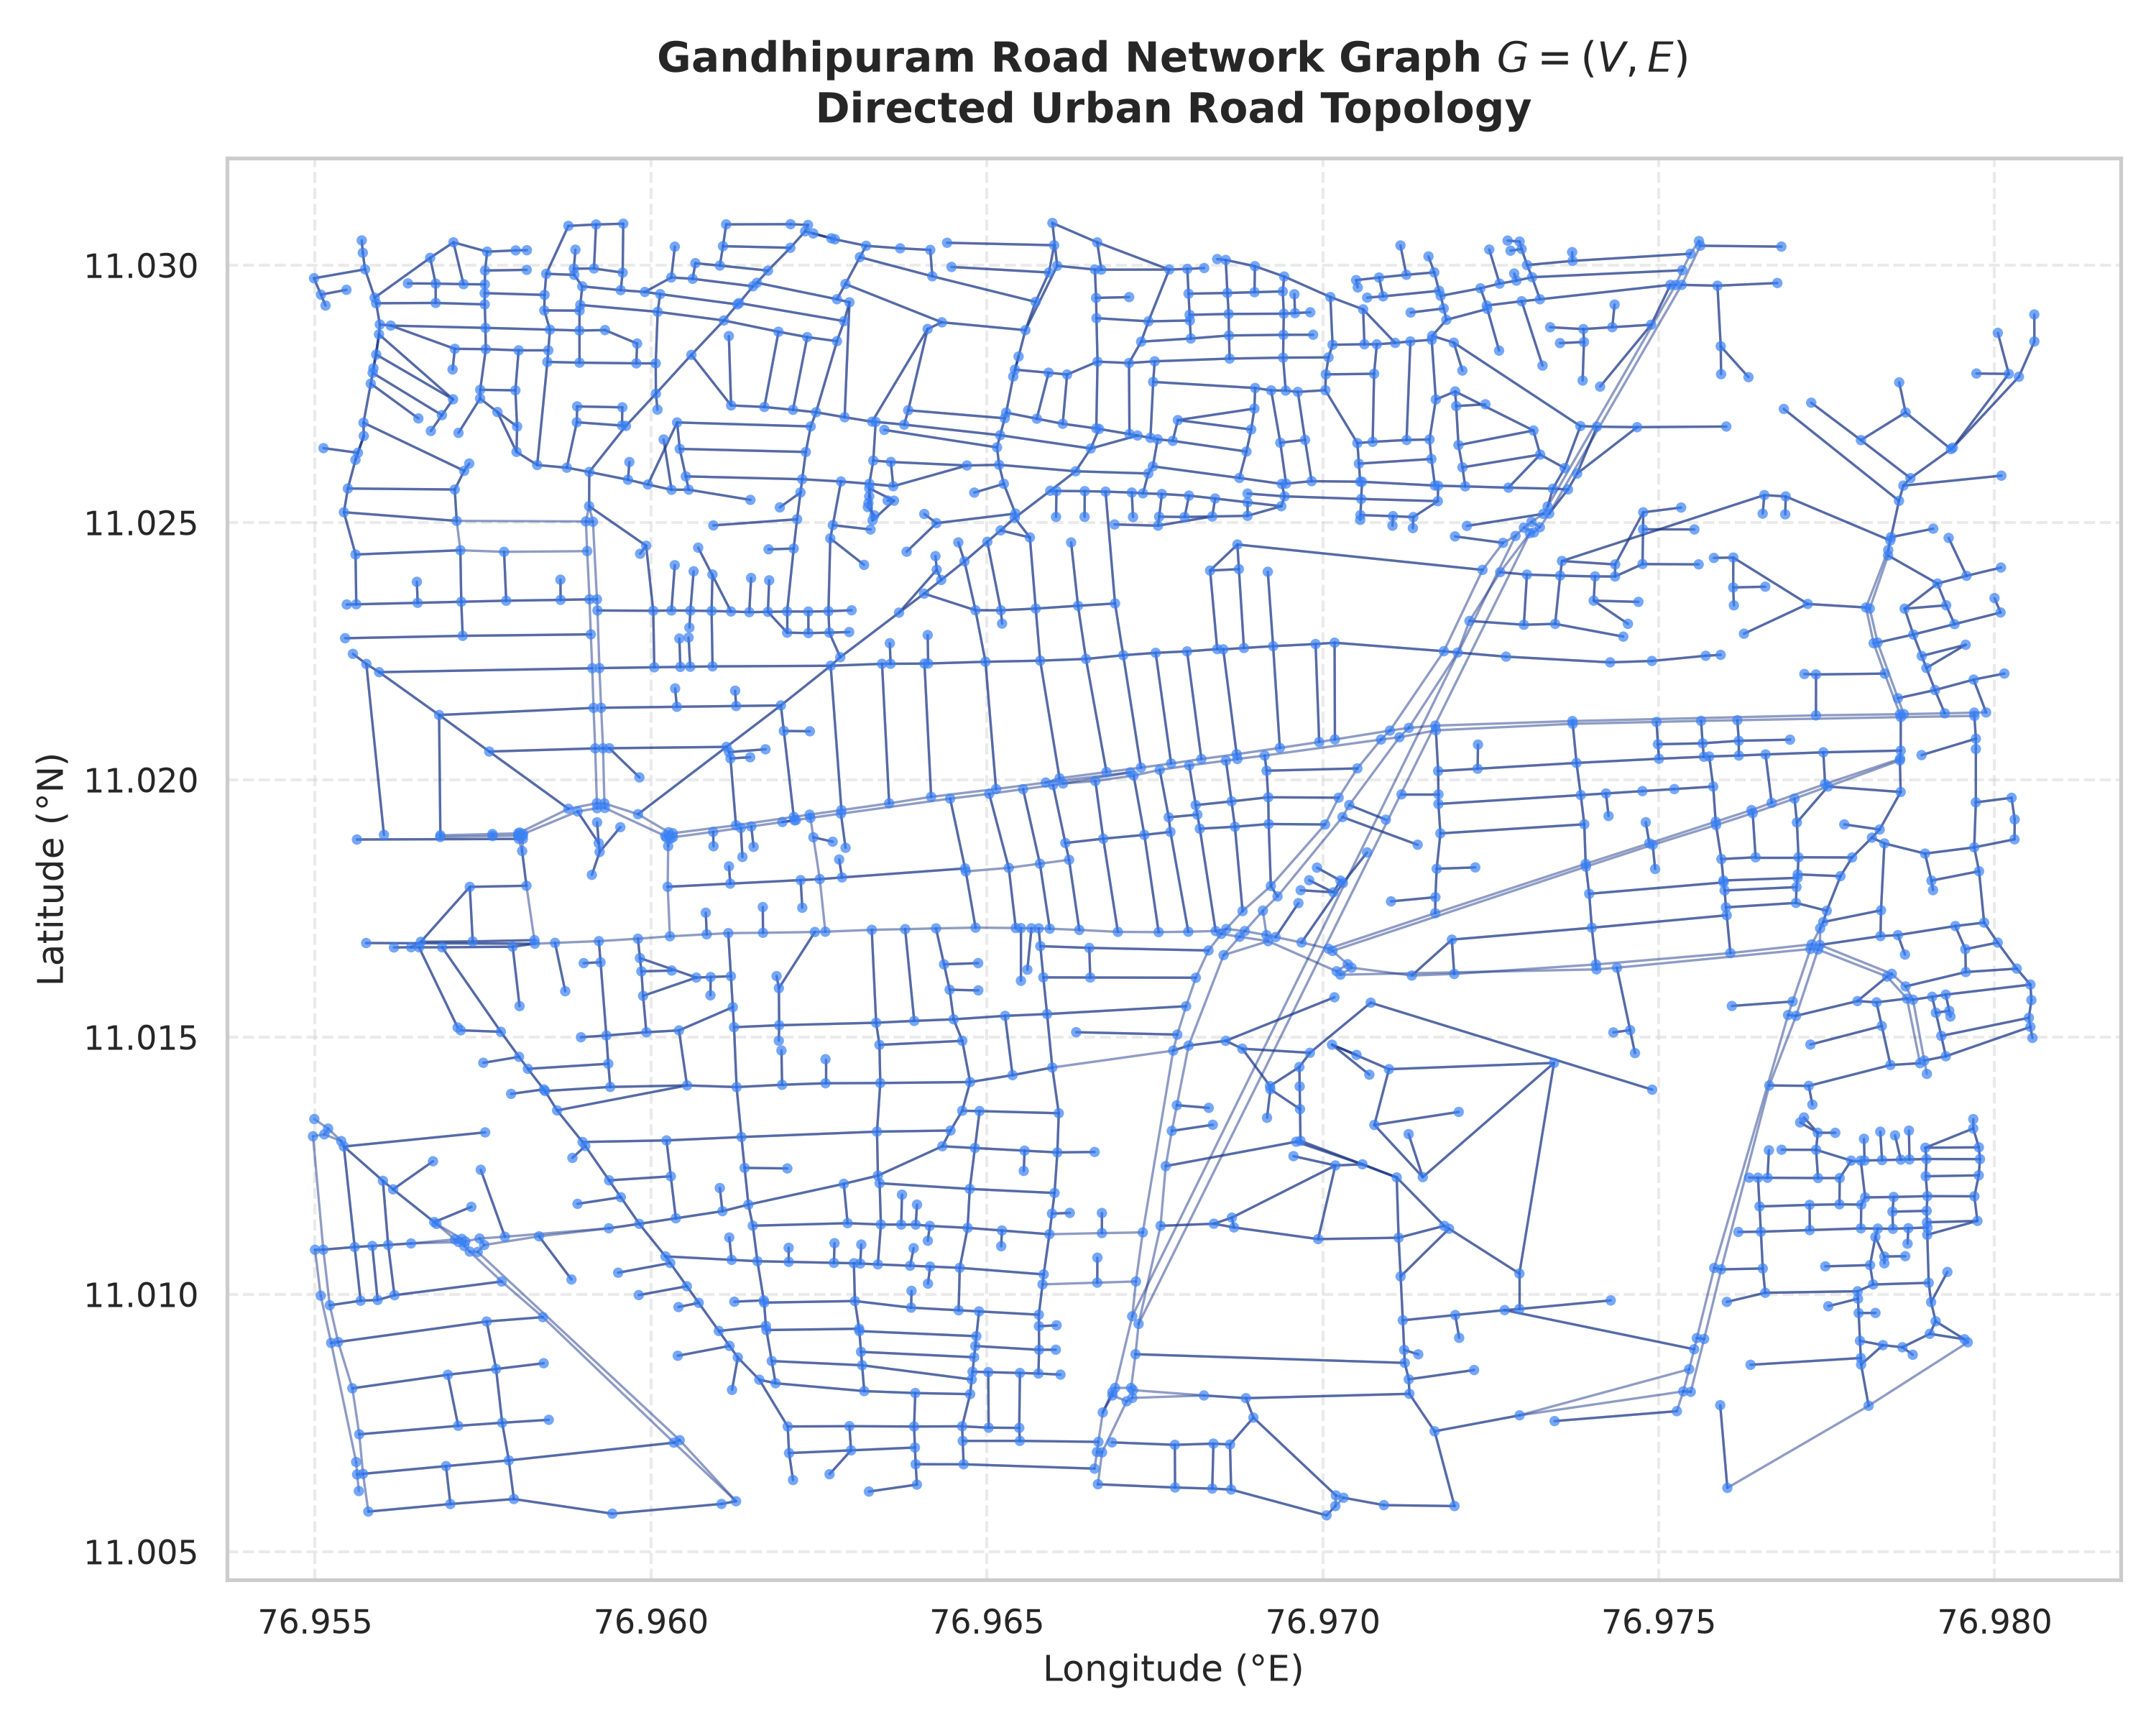 Gandhipuram Road Network Graph G = (V, E)
Directed Urban Road Topology
11.030
11.025
11.020
11.015
11.010
11.005
Latitude (°N)
76.955 76.960 76.965 76.970 76.975 76.980
Longitude (°E)